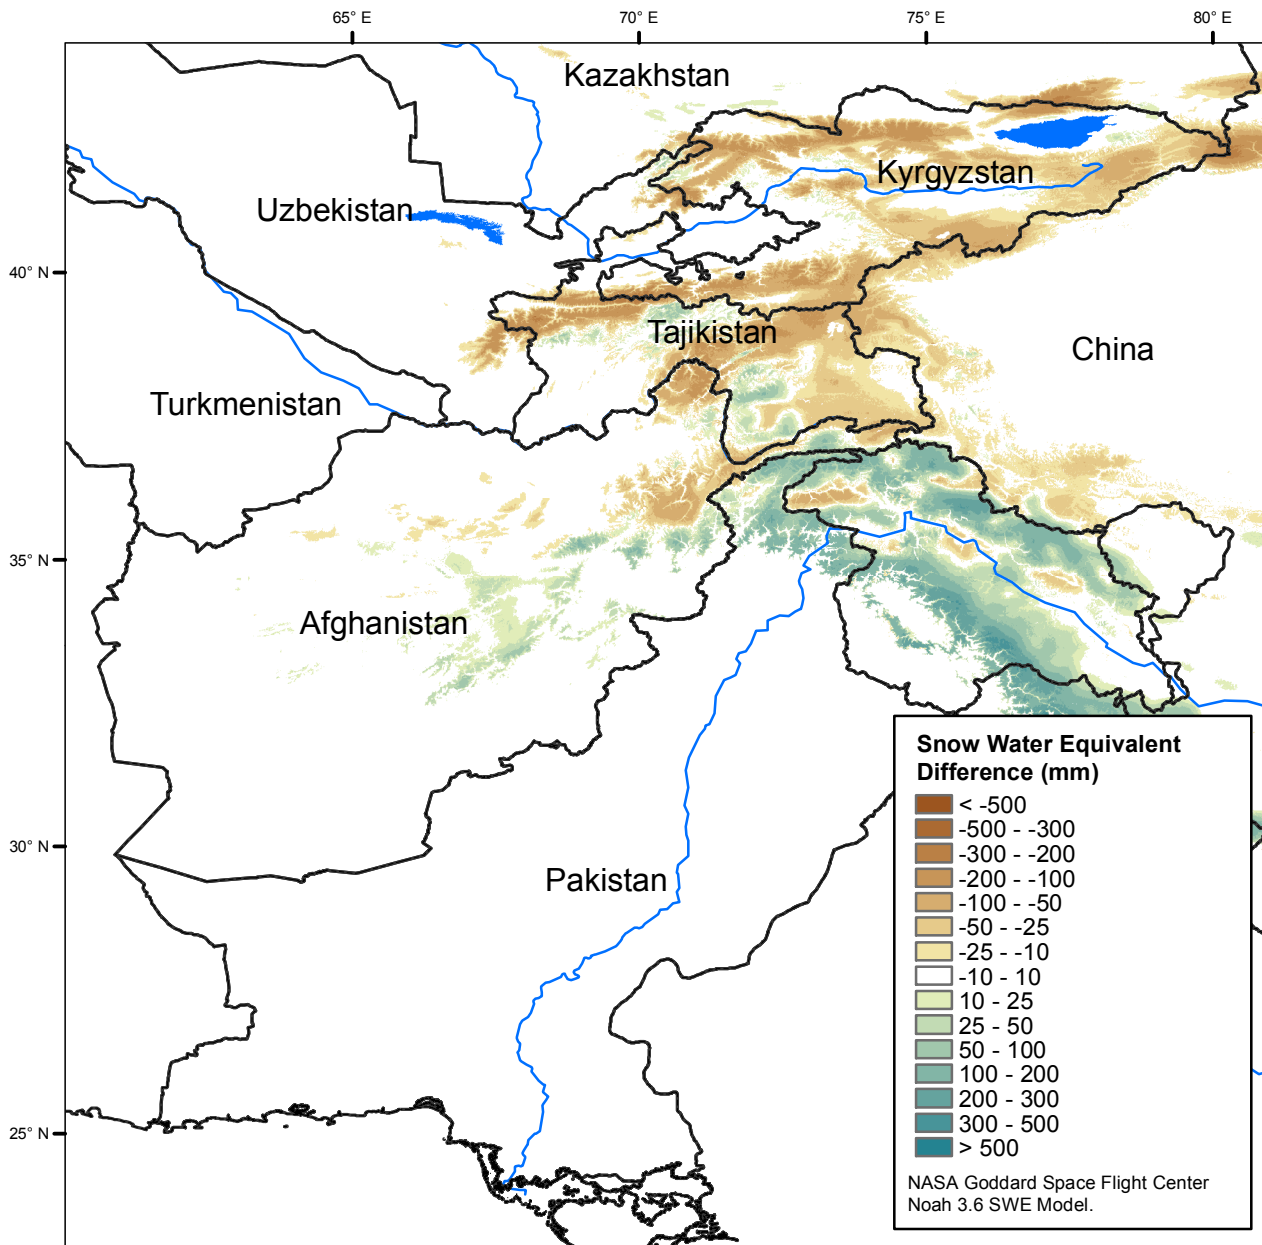 65° E
70° E
75° E
80° E
Kazakhstan
Kyrgyzstan
Uzbekistan
40° N
Tajikistan
China
Turkmenistan
35° N
Afghanistan
30° N
Pakistan
25° N
Snow Water Equivalent
Difference (mm)
< -500
-500 - -300
-300 - -200
-200 - -100
-100 - -50
-50 - -25
-25 - -10
-10 - 10
10 - 25
25 - 50
50 - 100
100 - 200
200 - 300
300 - 500
> 500
NASA Goddard Space Flight Center
Noah 3.6 SWE Model.